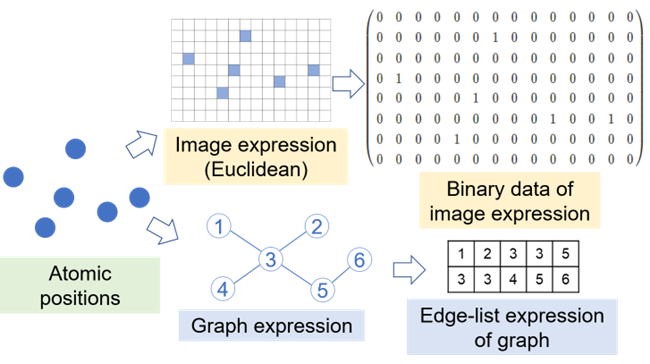 0 0 0 0 0 0 0 0 0 0 0 0 0 0
0 0 0 0 0 0 1 0 0 0 0 0 0 0
0 0 0 0 0 0 0 0 0 0 0 0 0 0
0 1 0 0 0 0 0 0 0 0 0 0 0 0
0 0 0 0 0 1 0 0 0 0 0 0 0 0
0 0 0 0 0 0 0 0 0 1 0 0 1 0
0 0 0 0 1 0 0 0 0 0 0 0 0 0
0 0 0 0 0 0 0 0 0 0 0 0 0 0
Image expression
(Euclidean)
Binary data of
image expression
Atomic
positions
1
2
3
6
4
5
Graph expression
1 2 3 3 5
3 3 4 5 6
Edge-list expression
of graph